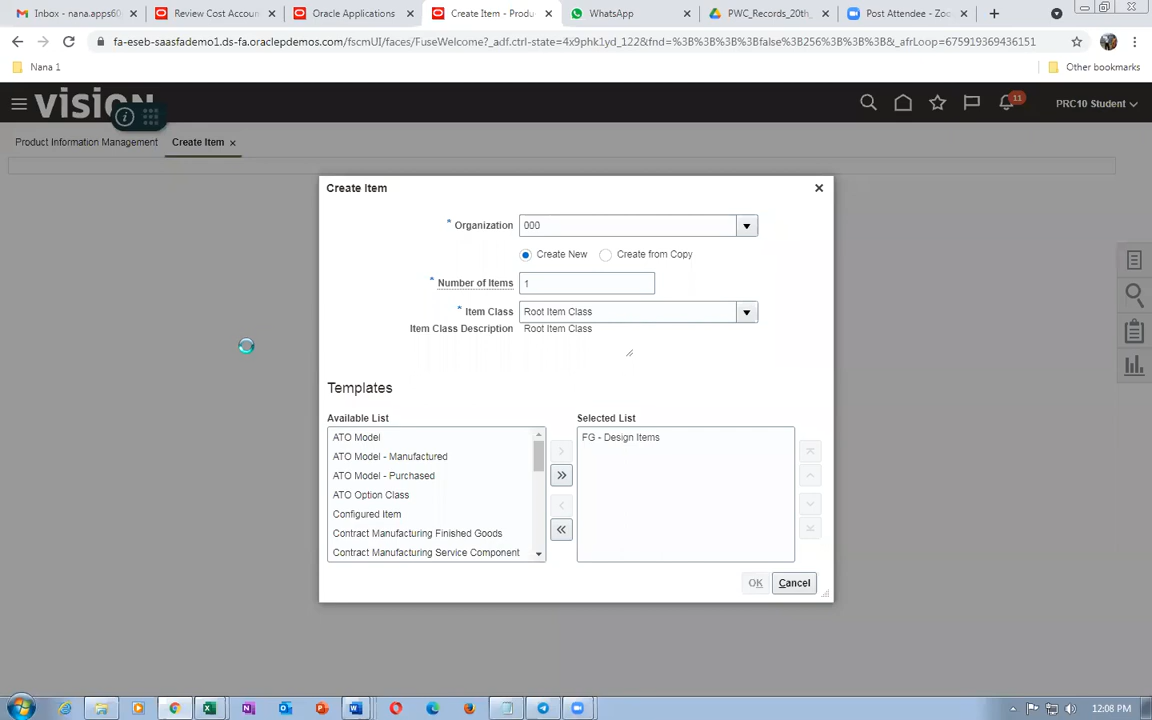 Inbox - nana.apps60
Review Cost Accoun
Oracle Applications
Create Item - Produ
WhatsApp
PWC_Records_20th_
Post Attendee - Zoo
fa-eseb-saasfademo1.ds-fa.oraclepdemos.com/fscmUI/faces/FuseWelcome?_adf.ctrl-state=4x9phk1yd_122&fnd=%3B%3B%3B%3Bfalse%3B256%3B%3B%3B&_afrLoop=675919369436151
Nana 1
Other bookmarks
vision
11
PRC10 Student
Product Information Management
Create Item
Create Item
* Organization
000
Create New
Create from Copy
* Number of Items
1
* Item Class
Root Item Class
Item Class Description
Root Item Class
Templates
Available List
Selected List
ATO Model
ATO Model - Manufactured
ATO Model - Purchased
ATO Option Class
Configured Item
Contract Manufacturing Finished Goods
Contract Manufacturing Service Component
FG - Design Items
OK
Cancel
12:08 PM